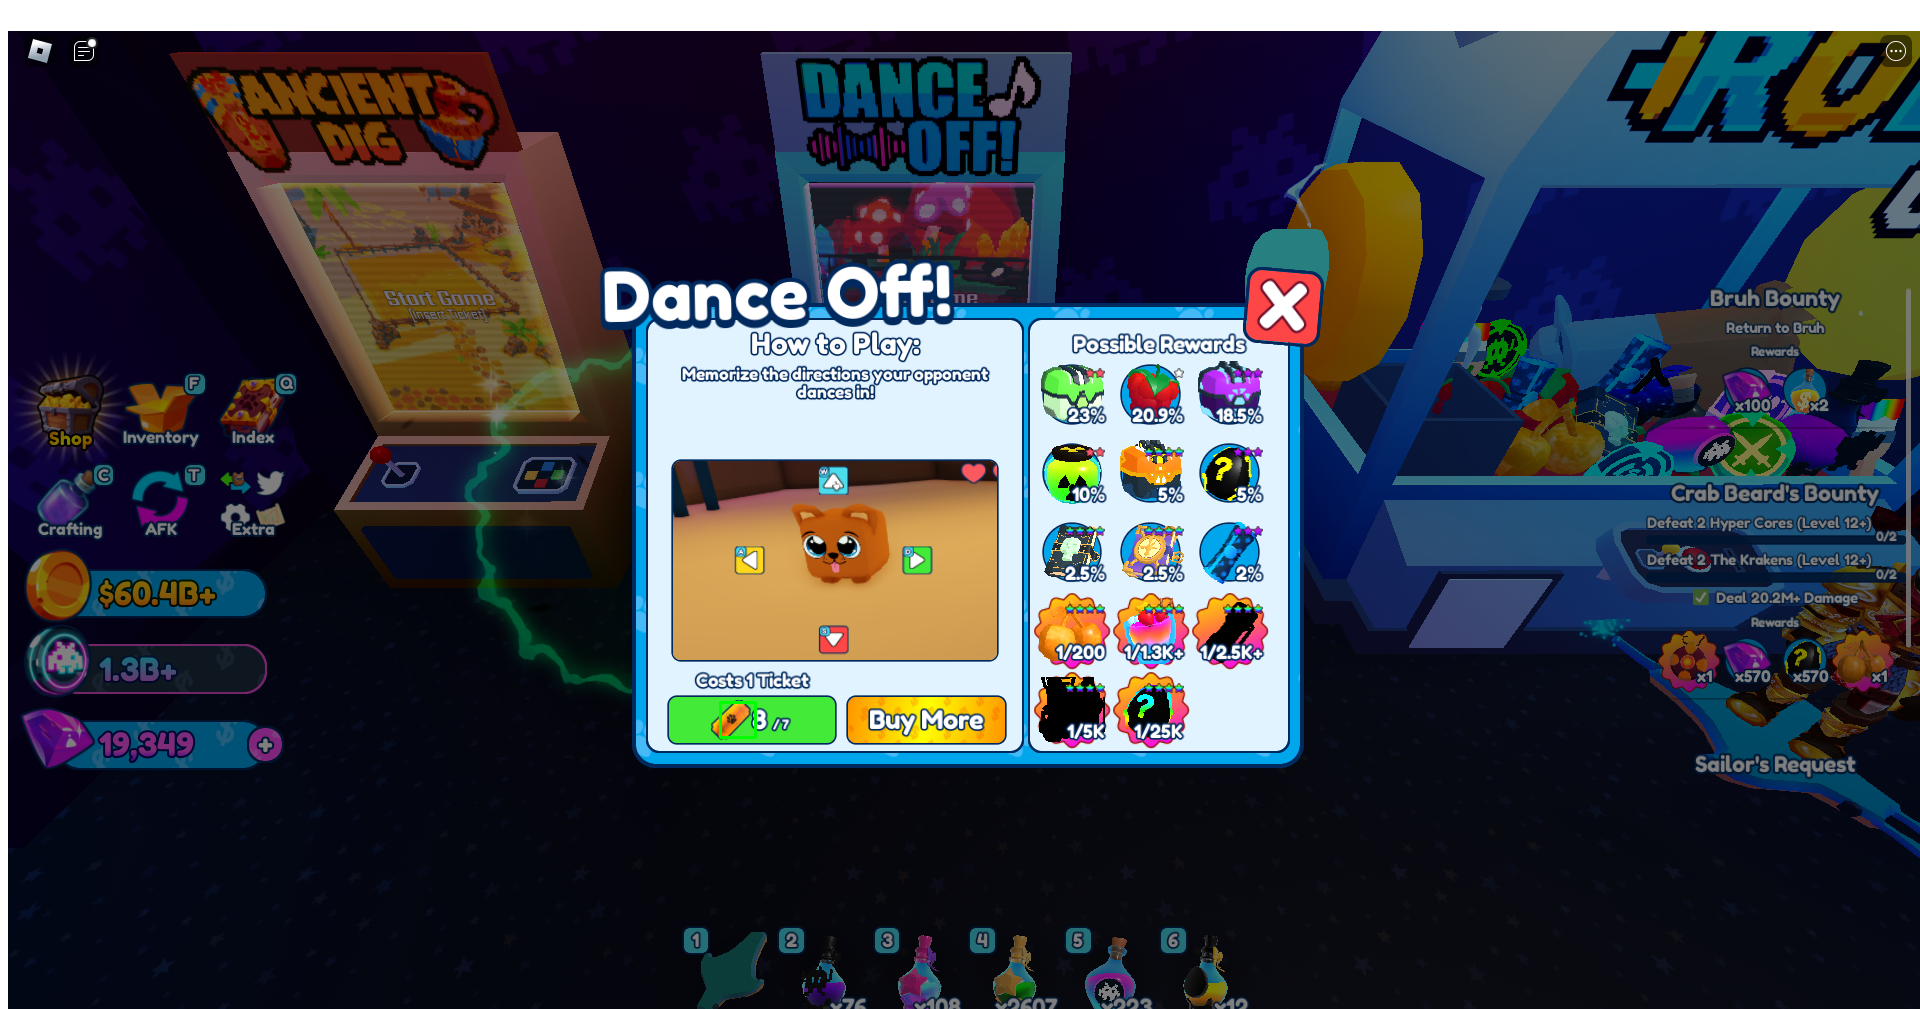 ANCIENT
DIG
Start Game
(Insert Ticket)
DANCE
OFF!
Dance Off!
How to Play:
Memorize the directions your opponent
dances in!
W
A
D
S
Costs 1 Ticket
8 /7
Buy More
Possible Rewards
23%
20.9%
18.5%
10%
5%
?
5%
2.5%
2.5%
2%
1/200
1/1.3K+
1/2.5K+
1/5K
?
1/25K
Shop
F
Inventory
Q
Index
C
Crafting
T
AFK
Extra
$60.4B+
1.3B+
19,349
+
Bruh Bounty
Return to Bruh
Rewards
x100
x2
Crab Beard's Bounty
Defeat 2 Hyper Cores (Level 12+)
0/2
Defeat 2 The Krakens (Level 12+)
0/2
Deal 20.2M+ Damage
Rewards
x1
x570
?
x570
x1
Sailor's Request
1
2
x76
3
x108
4
x2607
5
x223
6
x12